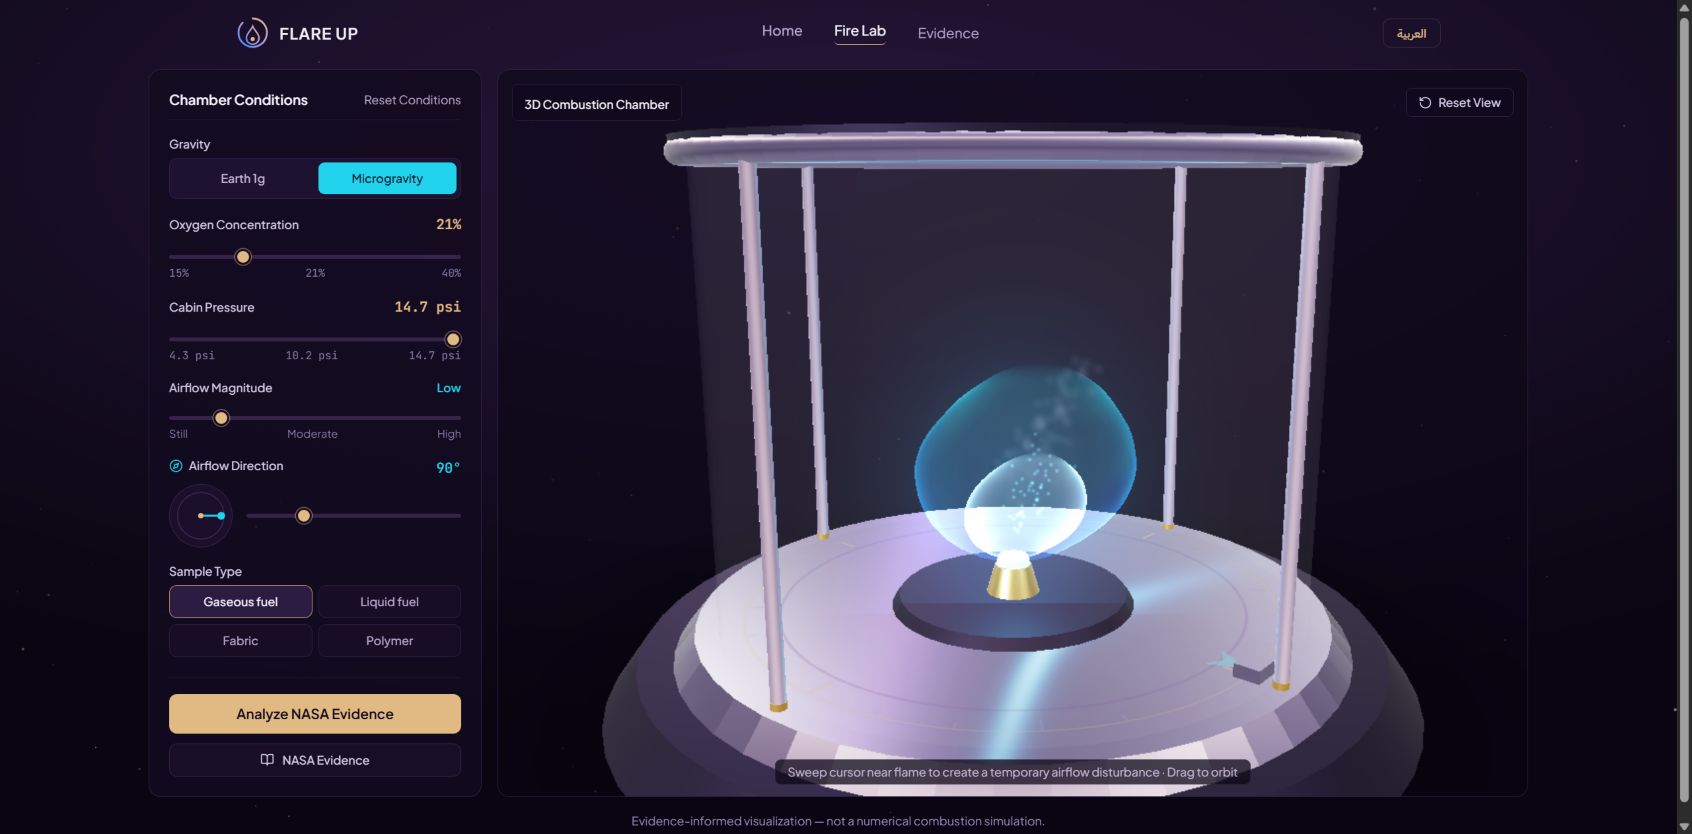 FLARE UP
Home
Fire Lab
Evidence
العربية
Chamber Conditions
Reset Conditions
Gravity
Earth 1g
Microgravity
Oxygen Concentration
21%
15%
21%
40%
Cabin Pressure
14.7 psi
4.3 psi
10.2 psi
14.7 psi
Airflow Magnitude
Low
Still
Moderate
High
Airflow Direction
90°
Sample Type
Gaseous fuel
Liquid fuel
Fabric
Polymer
Analyze NASA Evidence
NASA Evidence
3D Combustion Chamber
Reset View
Sweep cursor near flame to create a temporary airflow disturbance · Drag to orbit
Evidence-informed visualization — not a numerical combustion simulation.